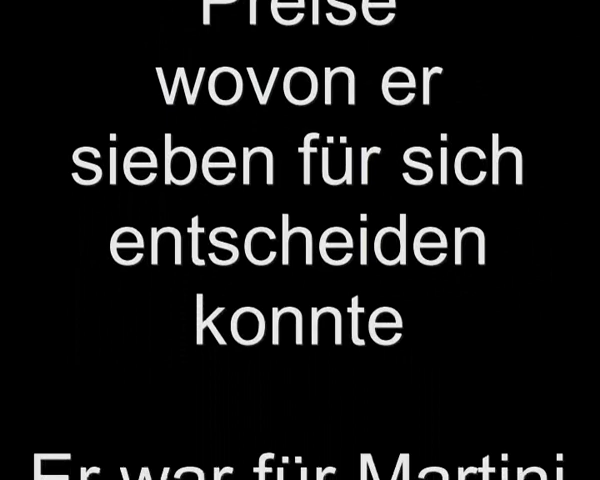 Preise
wovon er
sieben für sich
entscheiden
konnte
Er war für Martini